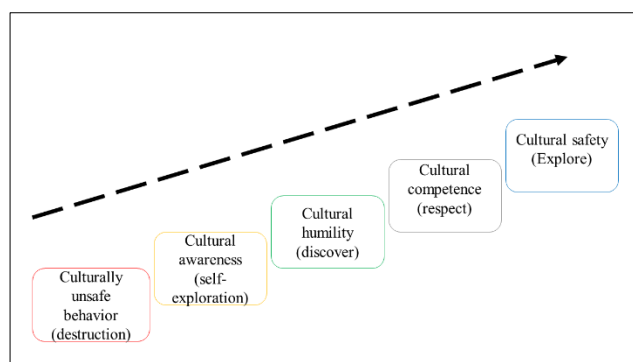 Culturally
unsafe
behavior
(destruction)
Cultural
awareness
(self-
exploration)
Cultural
humility
(discover)
Cultural
competence
(respect)
Cultural safety
(Explore)